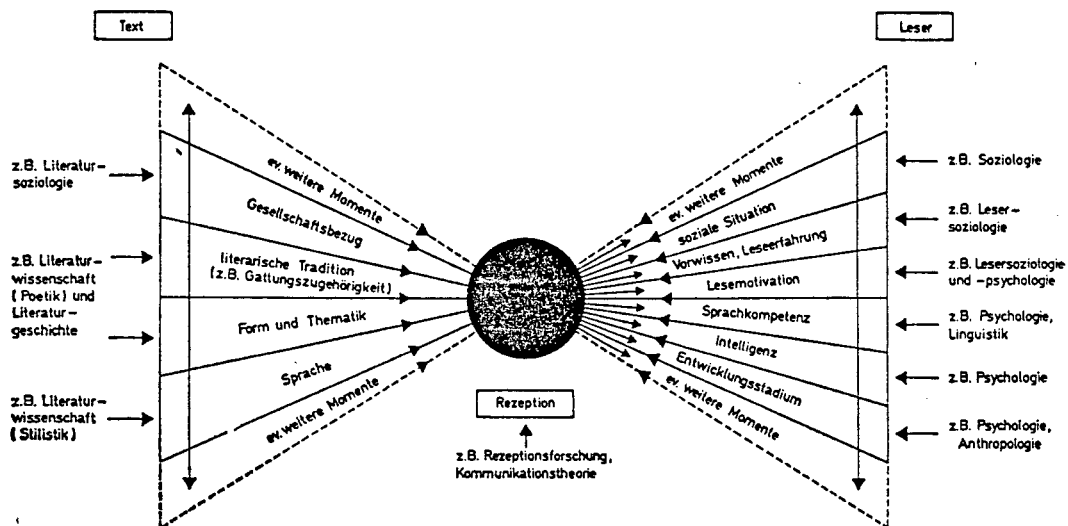 Text
Leser
z.B. Literatur-
soziologie
z.B. Literatur-
wissenschaft
(Poetik) und
Literatur-
geschichte
z.B. Literatur-
wissenschaft
(Stilistik)
ev. weitere Momente
Gesellschaftsbezug
literarische Tradition
(z.B. Gattungszugehörigkeit)
Form und Thematik
Sprache
ev. weitere Momente
Rezeption
z.B. Rezeptionsforschung,
Kommunikationstheorie
ev. weitere Momente
soziale Situation
Vorwissen, Leseerfahrung
Lesemotivation
Sprachkompetenz
Intelligenz
Entwicklungsstadium
ev. weitere Momente
z.B. Soziologie
z.B. Leser-
soziologie
z.B. Lesersoziologie
und -psychologie
z.B. Psychologie,
Linguistik
z.B. Psychologie
z.B. Psychologie,
Anthropologie